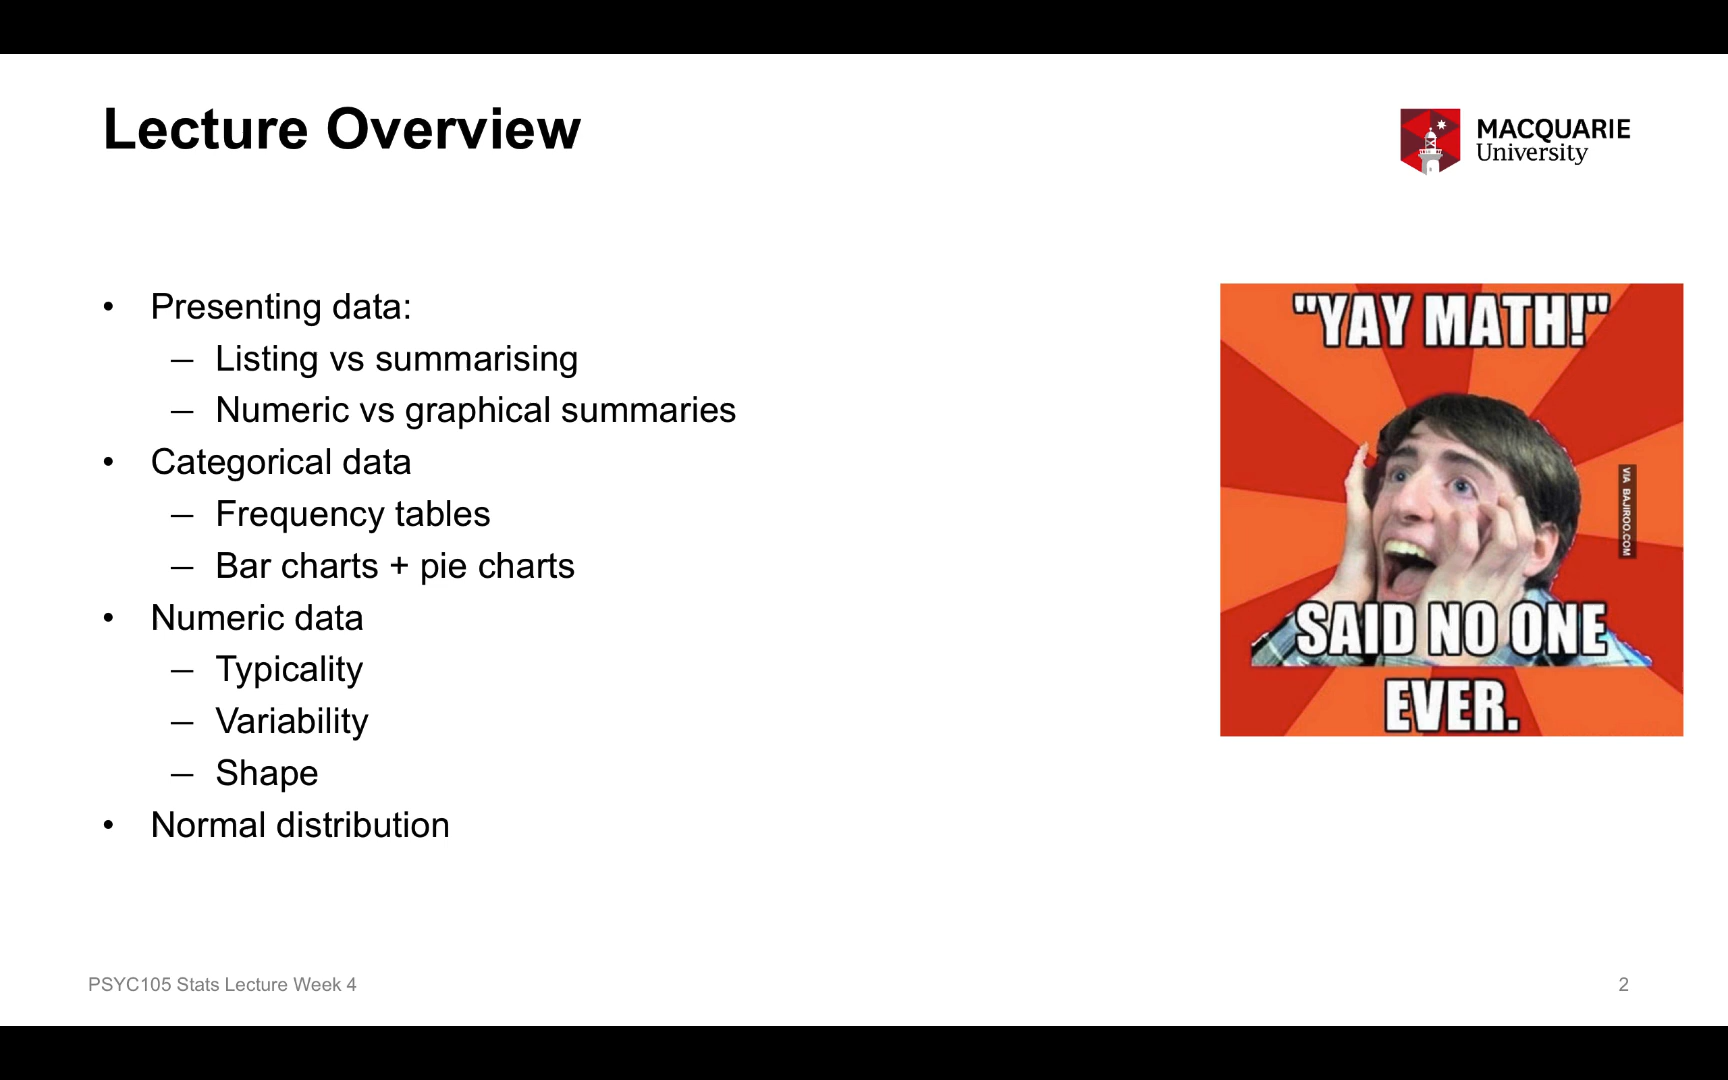 Lecture Overview
MACQUARIE
University
• Presenting data:
— Listing vs summarising
— Numeric vs graphical summaries
• Categorical data
— Frequency tables
— Bar charts + pie charts
• Numeric data
— Typicality
— Variability
— Shape
• Normal distribution
"YAY MATH!"
VIA BAJIROO.COM
SAID NO ONE
EVER.
PSYC105 Stats Lecture Week 4
2